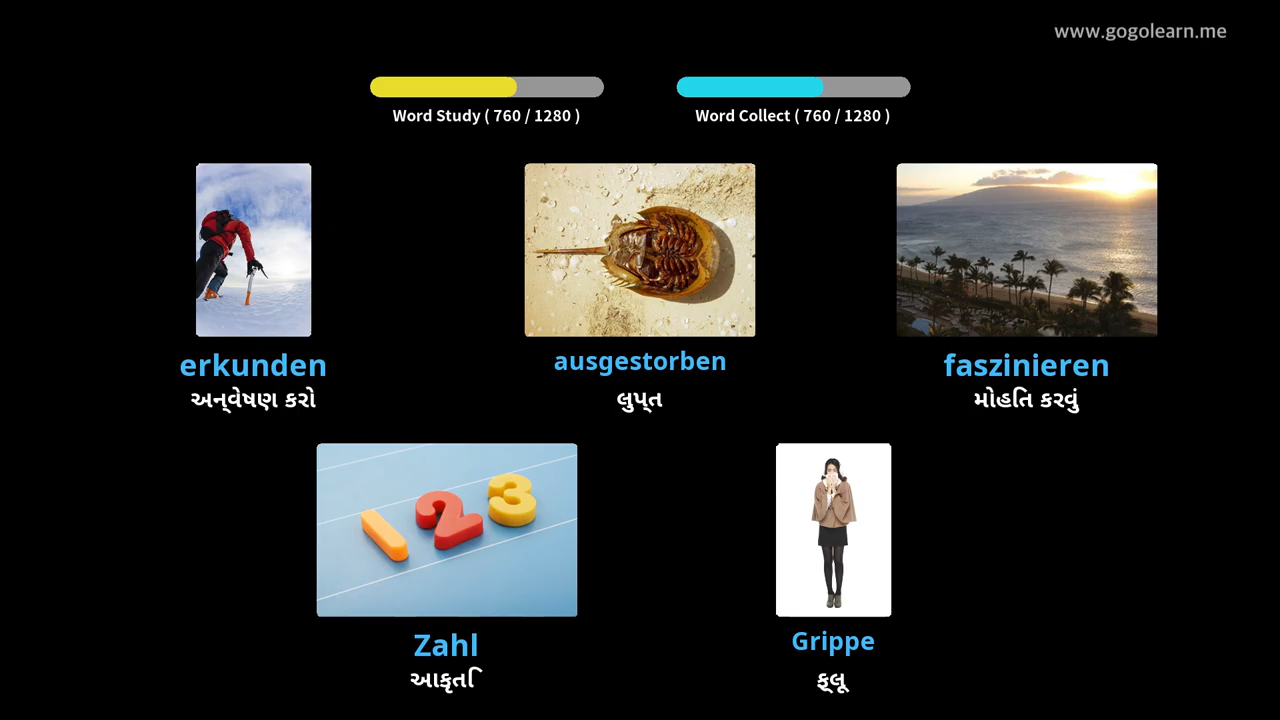 www.gogolearn.me
Word Study ( 760 / 1280 )
Word Collect ( 760 / 1280 )
erkunden
અન્વેષણ કરો
ausgestorben
લુપ્ત
faszinieren
મોહિત કરવું
Zahl
આકૃતિ
Grippe
ફ્લૂ